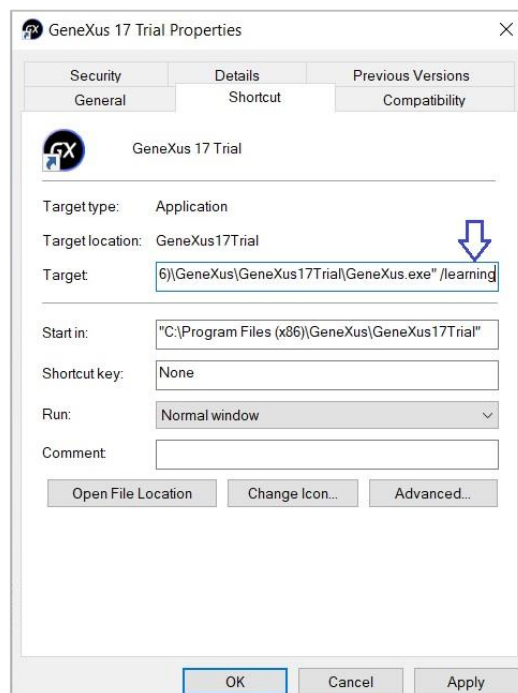 GeneXus 17 Trial Properties
Security Details Previous Versions
General Shortcut Compatibility
GX GeneXus 17 Trial
Target type: Application
Target location: GeneXus17Trial
Target: 6)\GeneXus\GeneXus17Trial\GeneXus.exe" /learning
Start in: "C:\Program Files (x86)\GeneXus\GeneXus17Trial"
Shortcut key: None
Run: Normal window
Comment:
Open File Location Change Icon... Advanced...
OK Cancel Apply